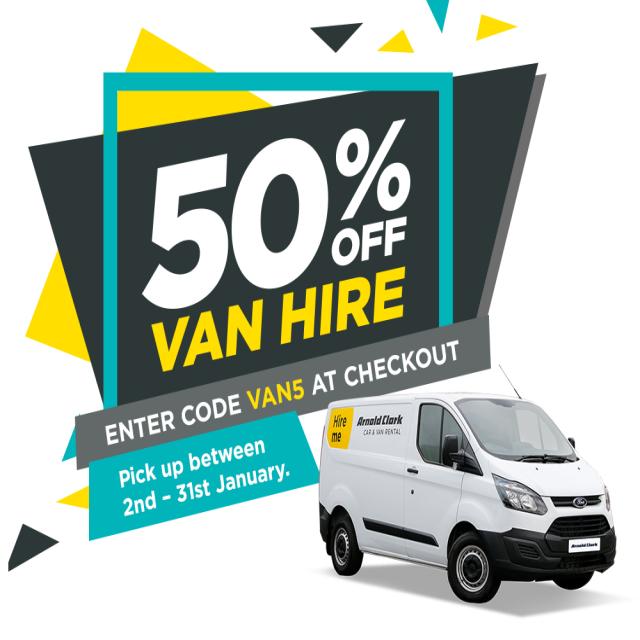 50%
OFF
VAN HIRE
ENTER CODE VAN5 AT CHECKOUT
Pick up between
2nd – 31st January.
Hire
me
Arnold Clark
CAR & VAN RENTAL
Ford
Arnold Clark